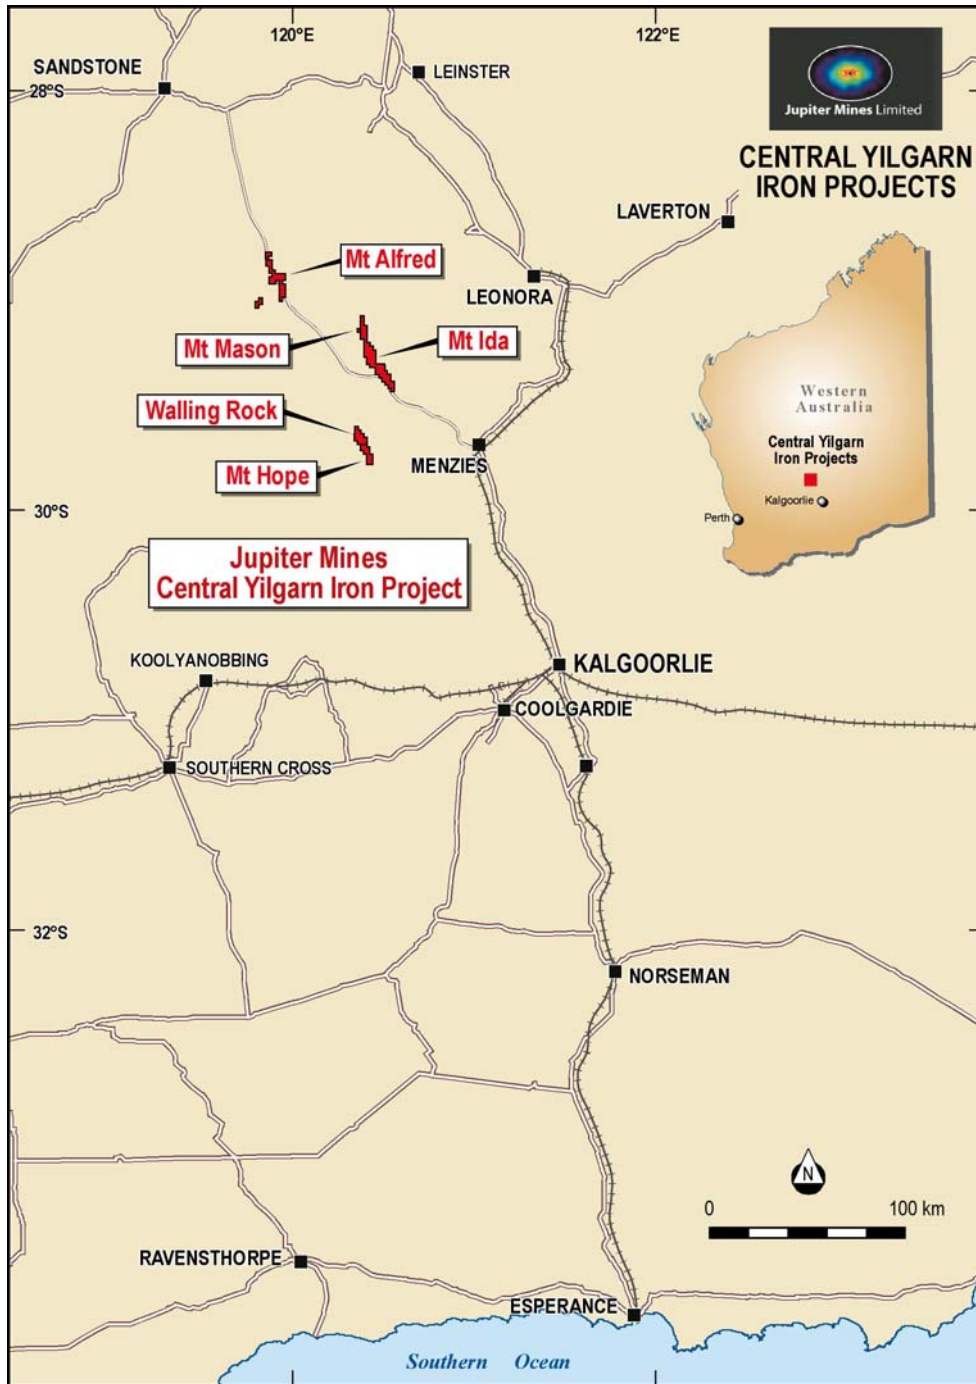 120°E
122°E
SANDSTONE
LEINSTER
28°S
Jupiter Mines Limited
CENTRAL YILGARN
IRON PROJECTS
LAVERTON
Mt Alfred
LEONORA
Mt Mason
Mt Ida
Walling Rock
MENZIES
Mt Hope
Western
Australia
Central Yilgarn
Iron Projects
Kalgoorlie
Perth
30°S
Jupiter Mines
Central Yilgarn Iron Project
KOOLYANOBBING
KALGOORLIE
COOLGARDIE
SOUTHERN CROSS
32°S
NORSEMAN
N
0 100 km
RAVENSTHORPE
ESPERANCE
Southern Ocean